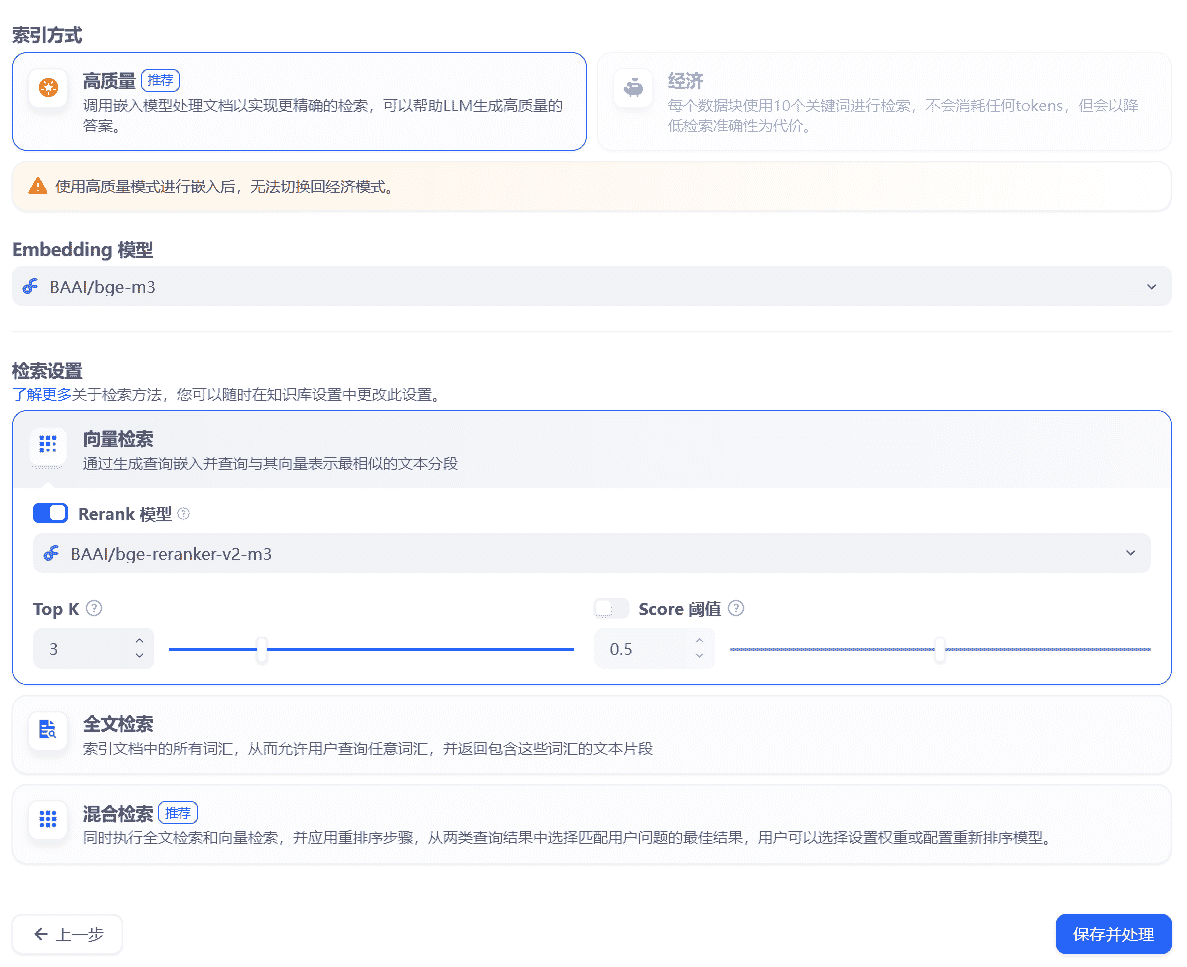 索引方式
高质量 推荐
调用嵌入模型处理文档以实现更精确的检索，可以帮助LLM生成高质量的
答案。
经济
每个数据块使用10个关键词进行检索，不会消耗任何tokens，但会以降
低检索准确性为代价。
使用高质量模式进行嵌入后，无法切换回经济模式。
Embedding 模型
BAAI/bge-m3
检索设置
了解更多关于检索方法，您可以随时在知识库设置中更改此设置。
向量检索
通过生成查询嵌入并查询与其向量表示最相似的文本分段
Rerank 模型
BAAI/bge-reranker-v2-m3
Top K
3
Score 阈值
0.5
全文检索
索引文档中的所有词汇，从而允许用户查询任意词汇，并返回包含这些词汇的文本片段
混合检索 推荐
同时执行全文检索和向量检索，并应用重排序步骤，从两类查询结果中选择匹配用户问题的最佳结果，用户可以选择设置权重或配置重新排序模型。
上一步
保存并处理